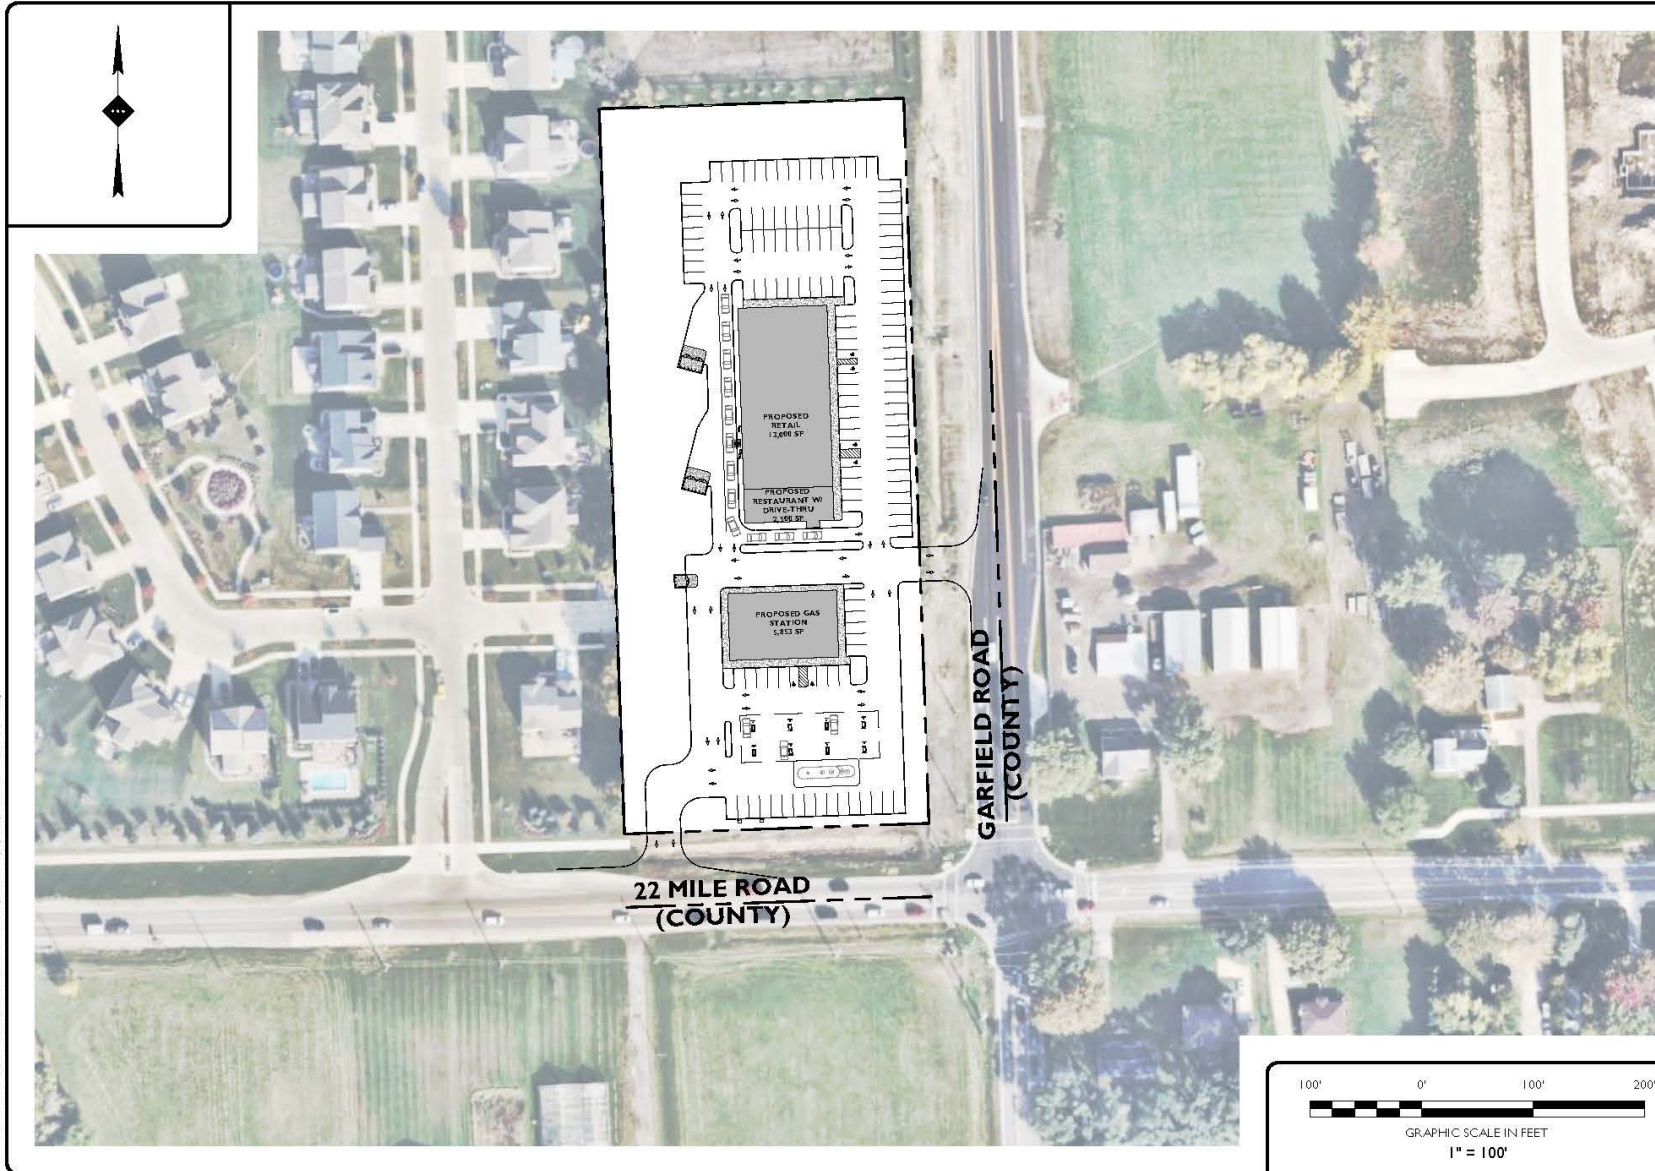 PROPOSED
RETAIL
13,000 SF
PROPOSED
RESTAURANT W/
DRIVE-THRU
2,500 SF
PROPOSED GAS
STATION
5,853 SF
GARFIELD ROAD
(COUNTY)
22 MILE ROAD
(COUNTY)
100' 0' 100' 200'
GRAPHIC SCALE IN FEET
1" = 100'